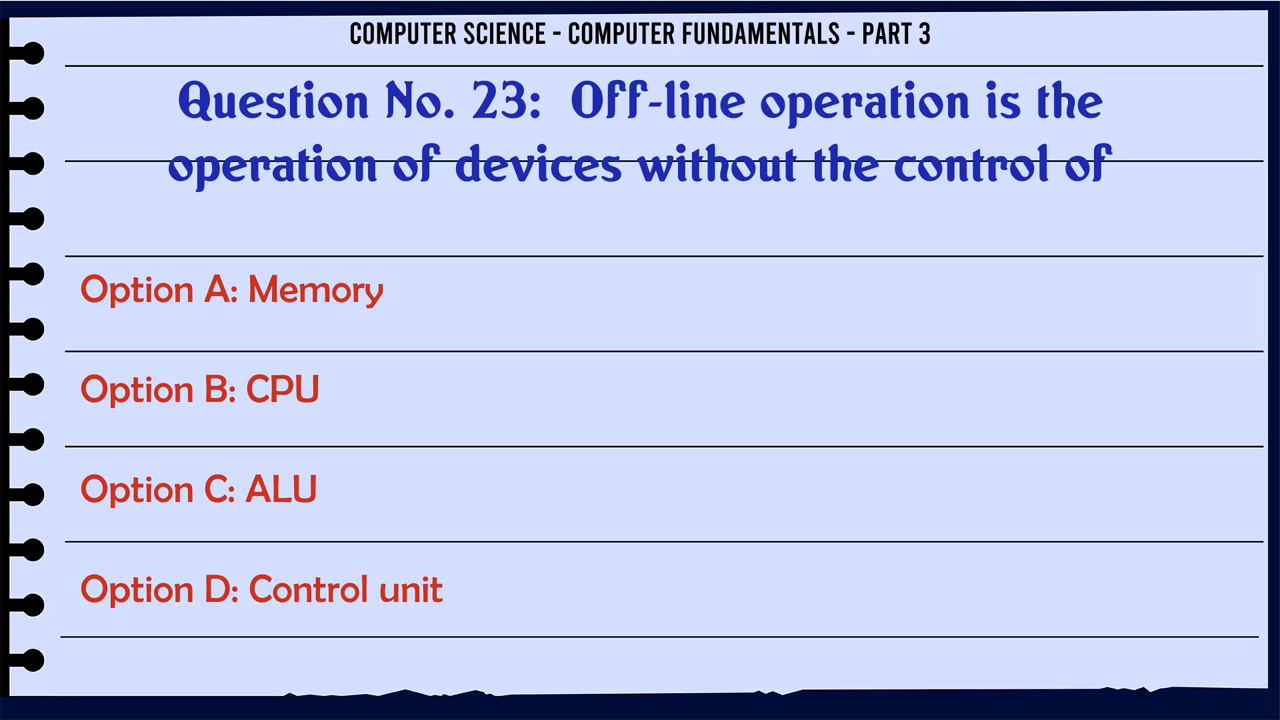 COMPUTER SCIENCE - COMPUTER FUNDAMENTALS - PART 3
Question No. 23: Off-line operation is the
operation of devices without the control of
Option A: Memory
Option B: CPU
Option C: ALU
Option D: Control unit